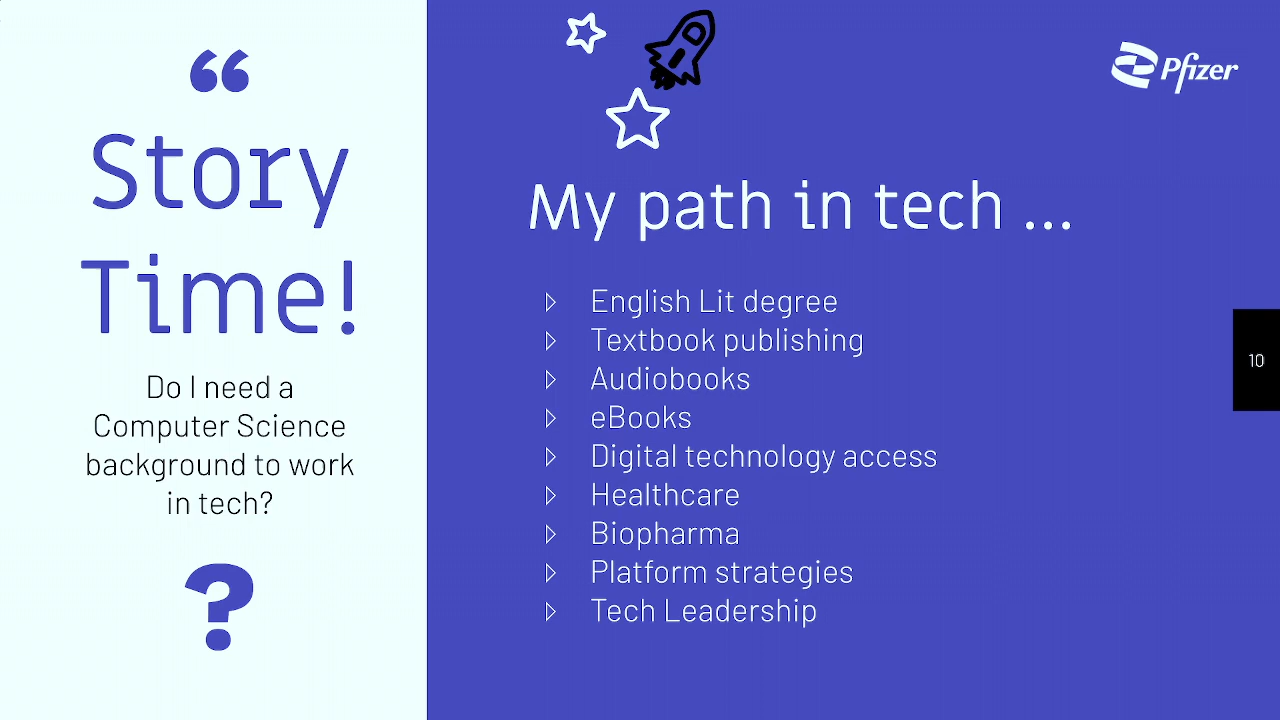 “
Story
Time!
Do I need a
Computer Science
background to work
in tech?
?
Pfizer
My path in tech ...
English Lit degree
Textbook publishing
Audiobooks
eBooks
Digital technology access
Healthcare
Biopharma
Platform strategies
Tech Leadership
10